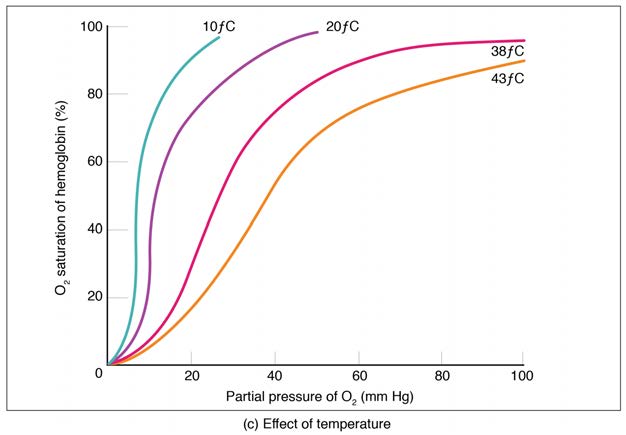 100
10ƒC
20ƒC
38ƒC
43ƒC
80
60
40
20
0
20
40
60
80
100
O2 saturation of hemoglobin (%)
Partial pressure of O2 (mm Hg)
(c) Effect of temperature